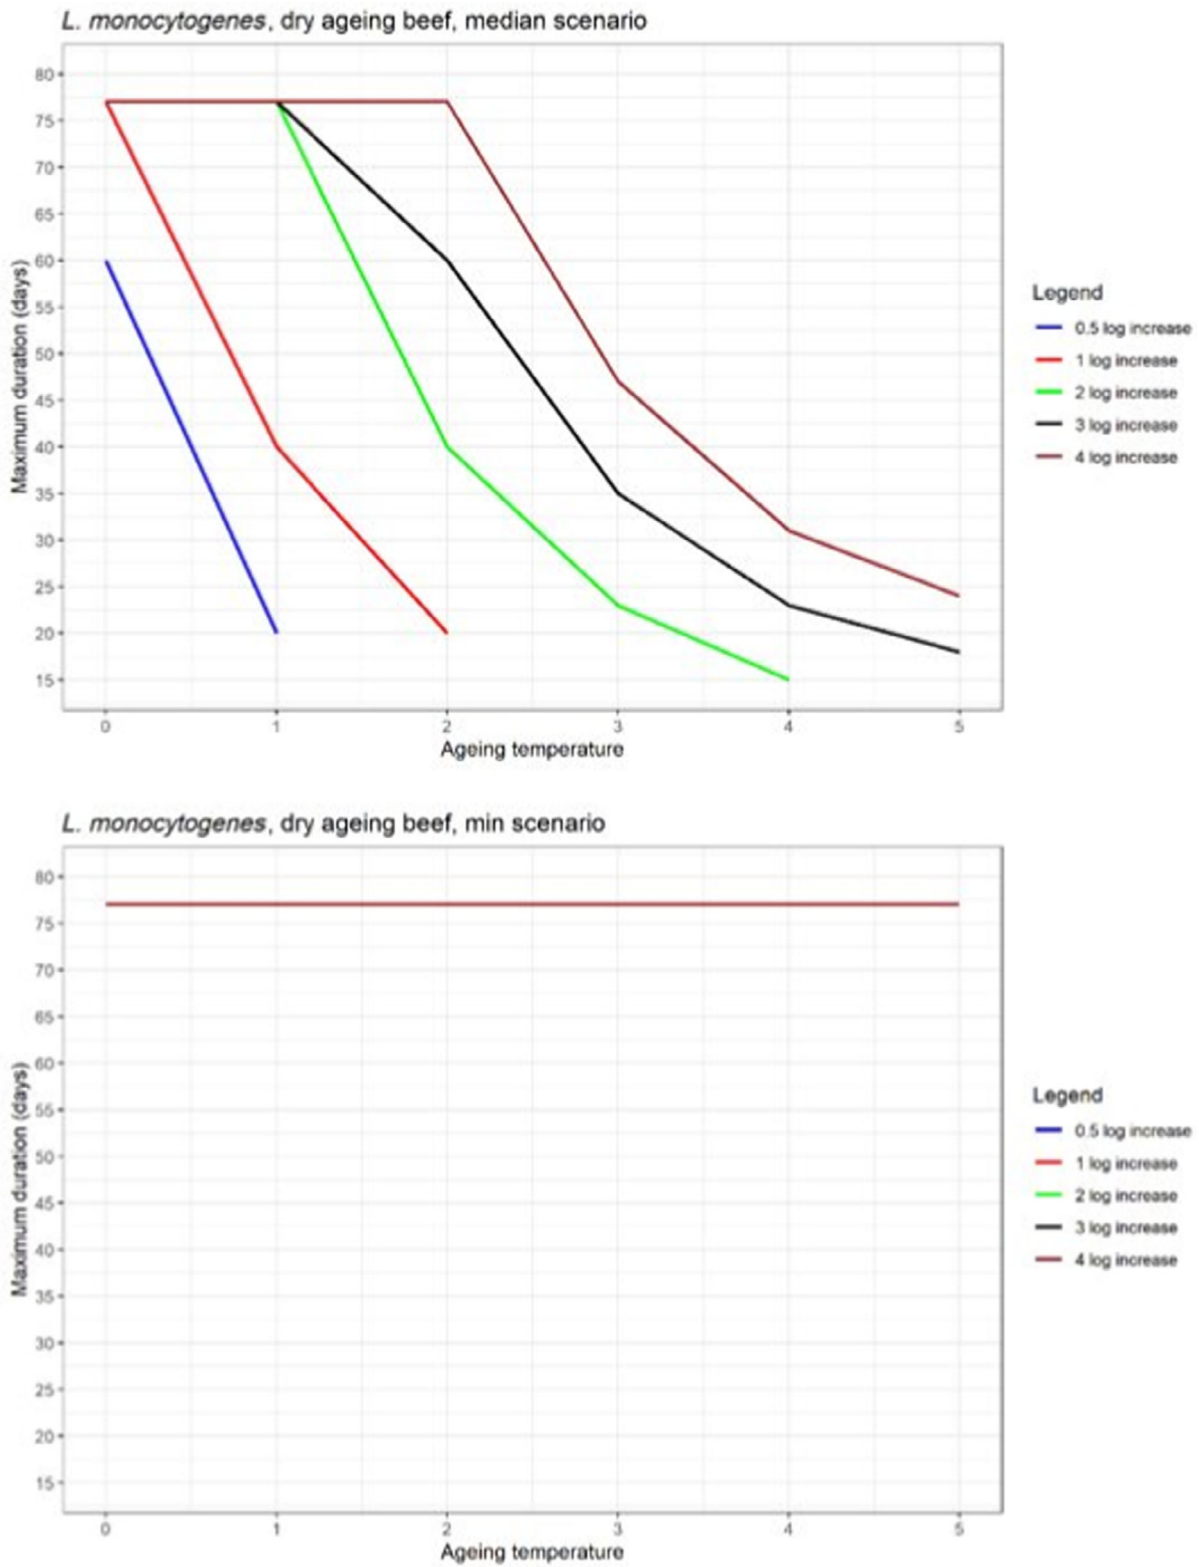 L. monocytogenes, dry ageing beef, median scenario
80
75
70
65
60
55
50
45
40
35
30
25
20
15
Maximum duration (days)
0 1 2 3 4 5
Ageing temperature
Legend
0.5 log increase
1 log increase
2 log increase
3 log increase
4 log increase
L. monocytogenes, dry ageing beef, min scenario
80
75
70
65
60
55
50
45
40
35
30
25
20
15
Maximum duration (days)
0 1 2 3 4 5
Ageing temperature
Legend
0.5 log increase
1 log increase
2 log increase
3 log increase
4 log increase